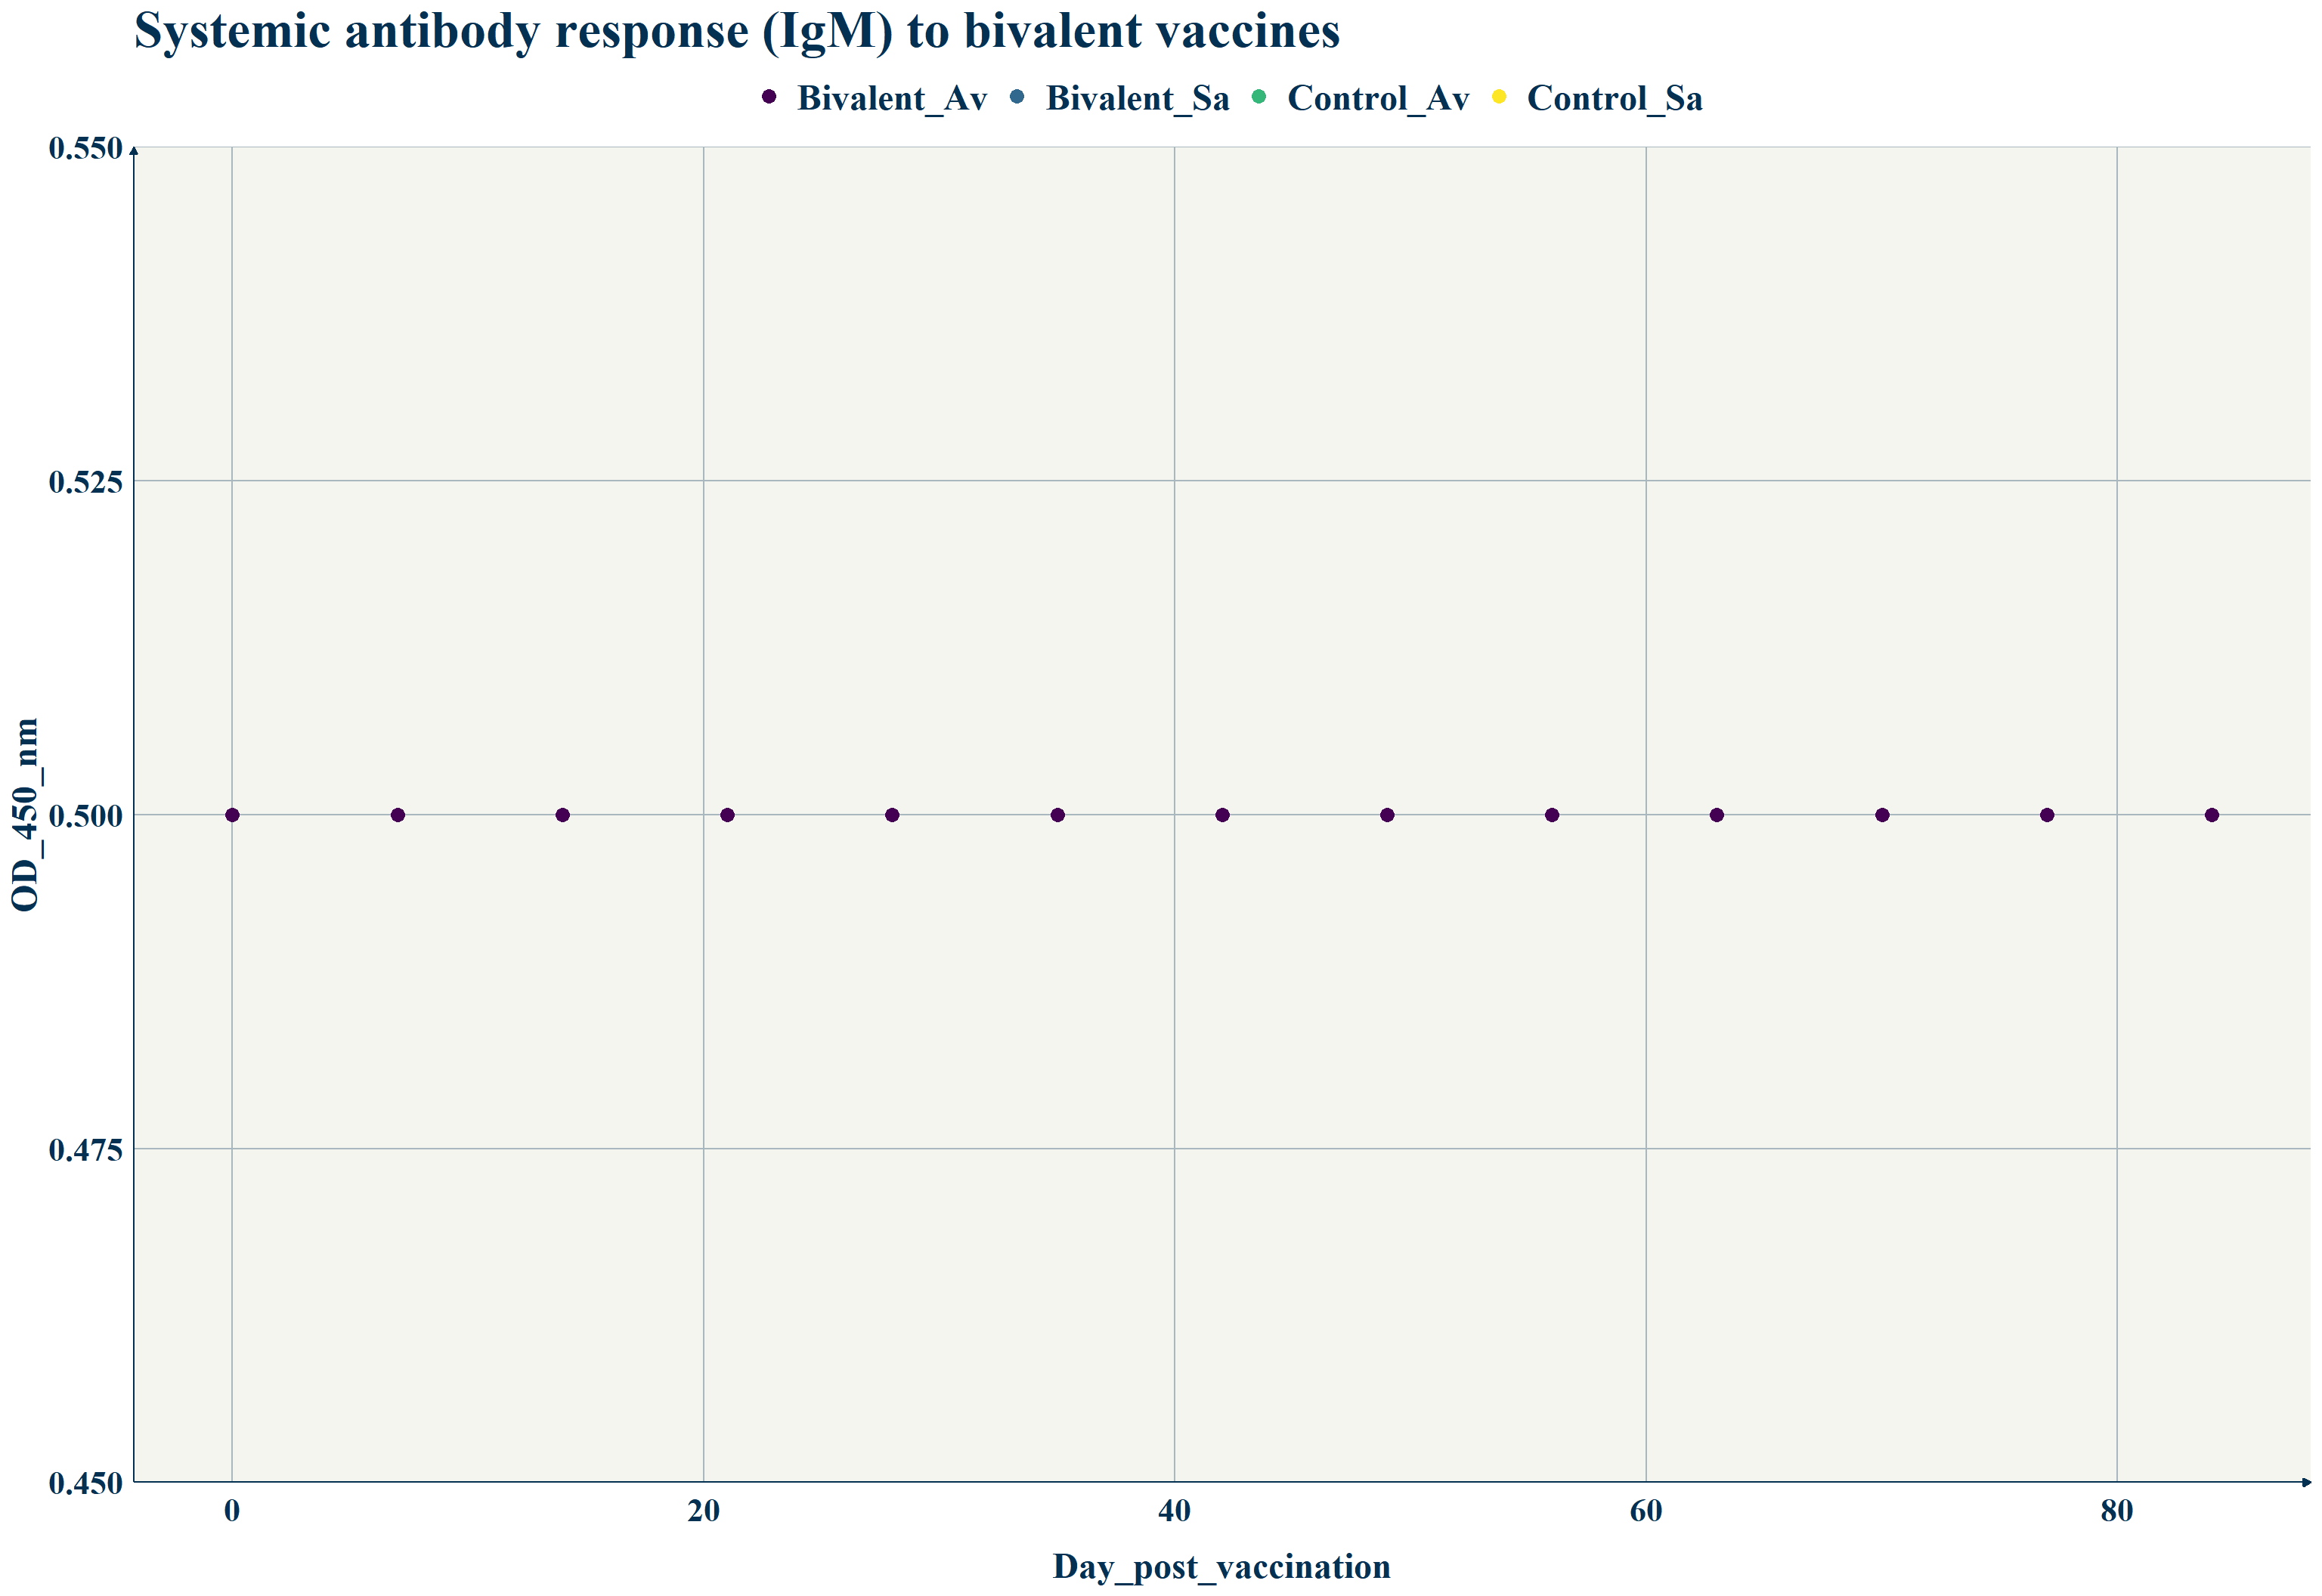 Systemic antibody response (IgM) to bivalent vaccines
Bivalent_Av Bivalent_Sa Control_Av Control_Sa
0.550
0.525
0.500
0.475
0.450
OD_450_nm
0 20 40 60 80
Day_post_vaccination